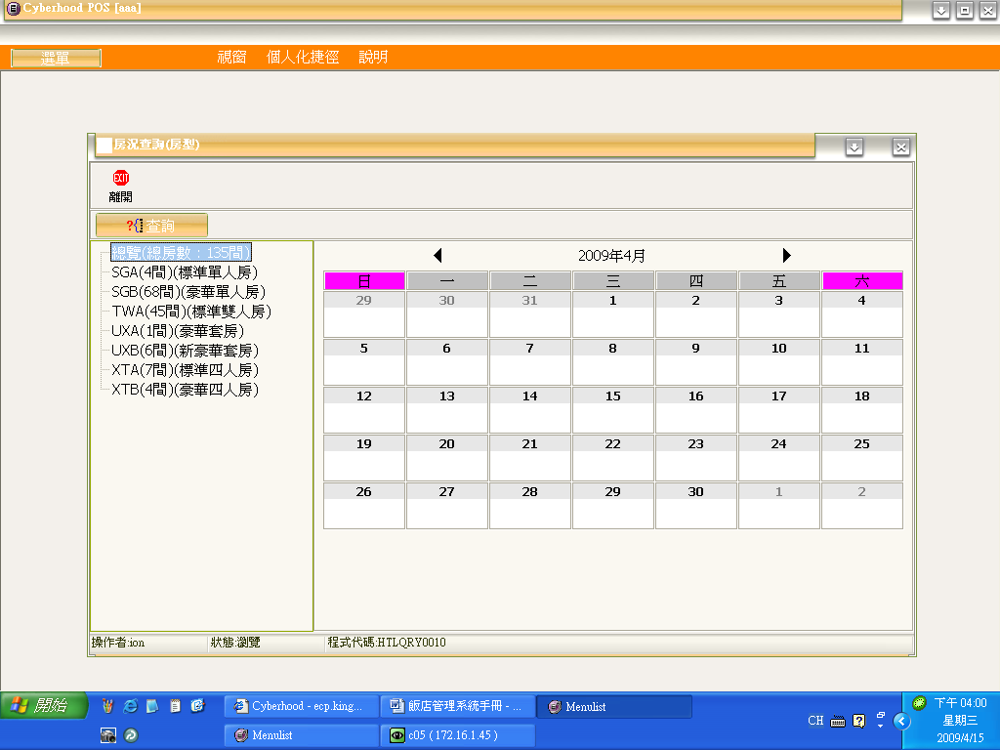 Cyberhood POS [aaa]
選單 視窗 個人化捷徑 說明
房況查詢(房型)
EXIT
離開
查詢
總覽(總房數：135間)
SGA(4間)(標準單人房)
SGB(68間)(豪華單人房)
TWA(45間)(標準雙人房)
UXA(1間)(豪華套房)
UXB(6間)(新豪華套房)
XTA(7間)(標準四人房)
XTB(4間)(豪華四人房)
2009年4月
日 一 二 三 四 五 六
29 30 31 1 2 3 4
5 6 7 8 9 10 11
12 13 14 15 16 17 18
19 20 21 22 23 24 25
26 27 28 29 30 1 2
操作者:ion 狀態:瀏覽 程式代碼:HTLQRY0010
開始 Cyberhood - ecp.king... 飯店管理系統手冊 - ... Menulist
Menulist c05 ( 172.16.1.45 )
CH
下午 04:00
星期三
2009/4/15